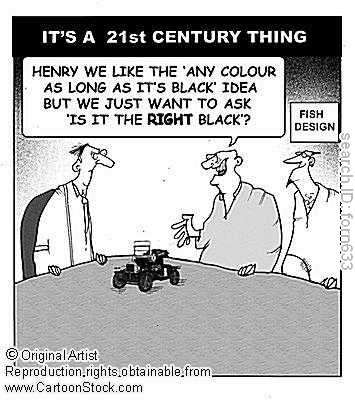 IT'S A 21st CENTURY THING
HENRY WE LIKE THE 'ANY COLOUR
AS LONG AS IT'S BLACK' IDEA
BUT WE JUST WANT TO ASK
'IS IT THE RIGHT BLACK'?
FISH
DESIGN
search ID: forn633
© Original Artist
Reproduction rights obtainable from
www.CartoonStock.com